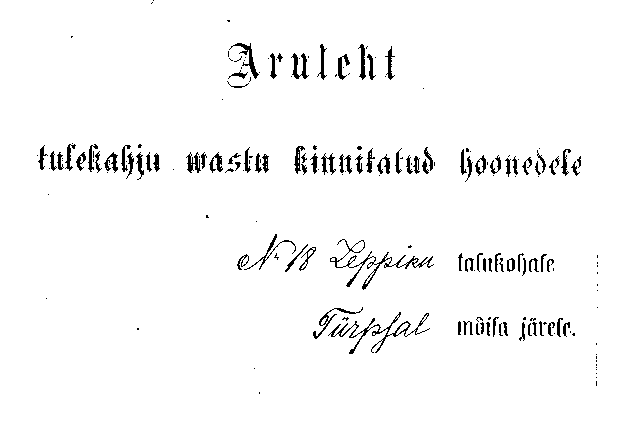 Aruleht
tulekahju wastu kinnitatud hoonedele
№ 18 Leppiku talukohale
Türpsal mõisa järele.